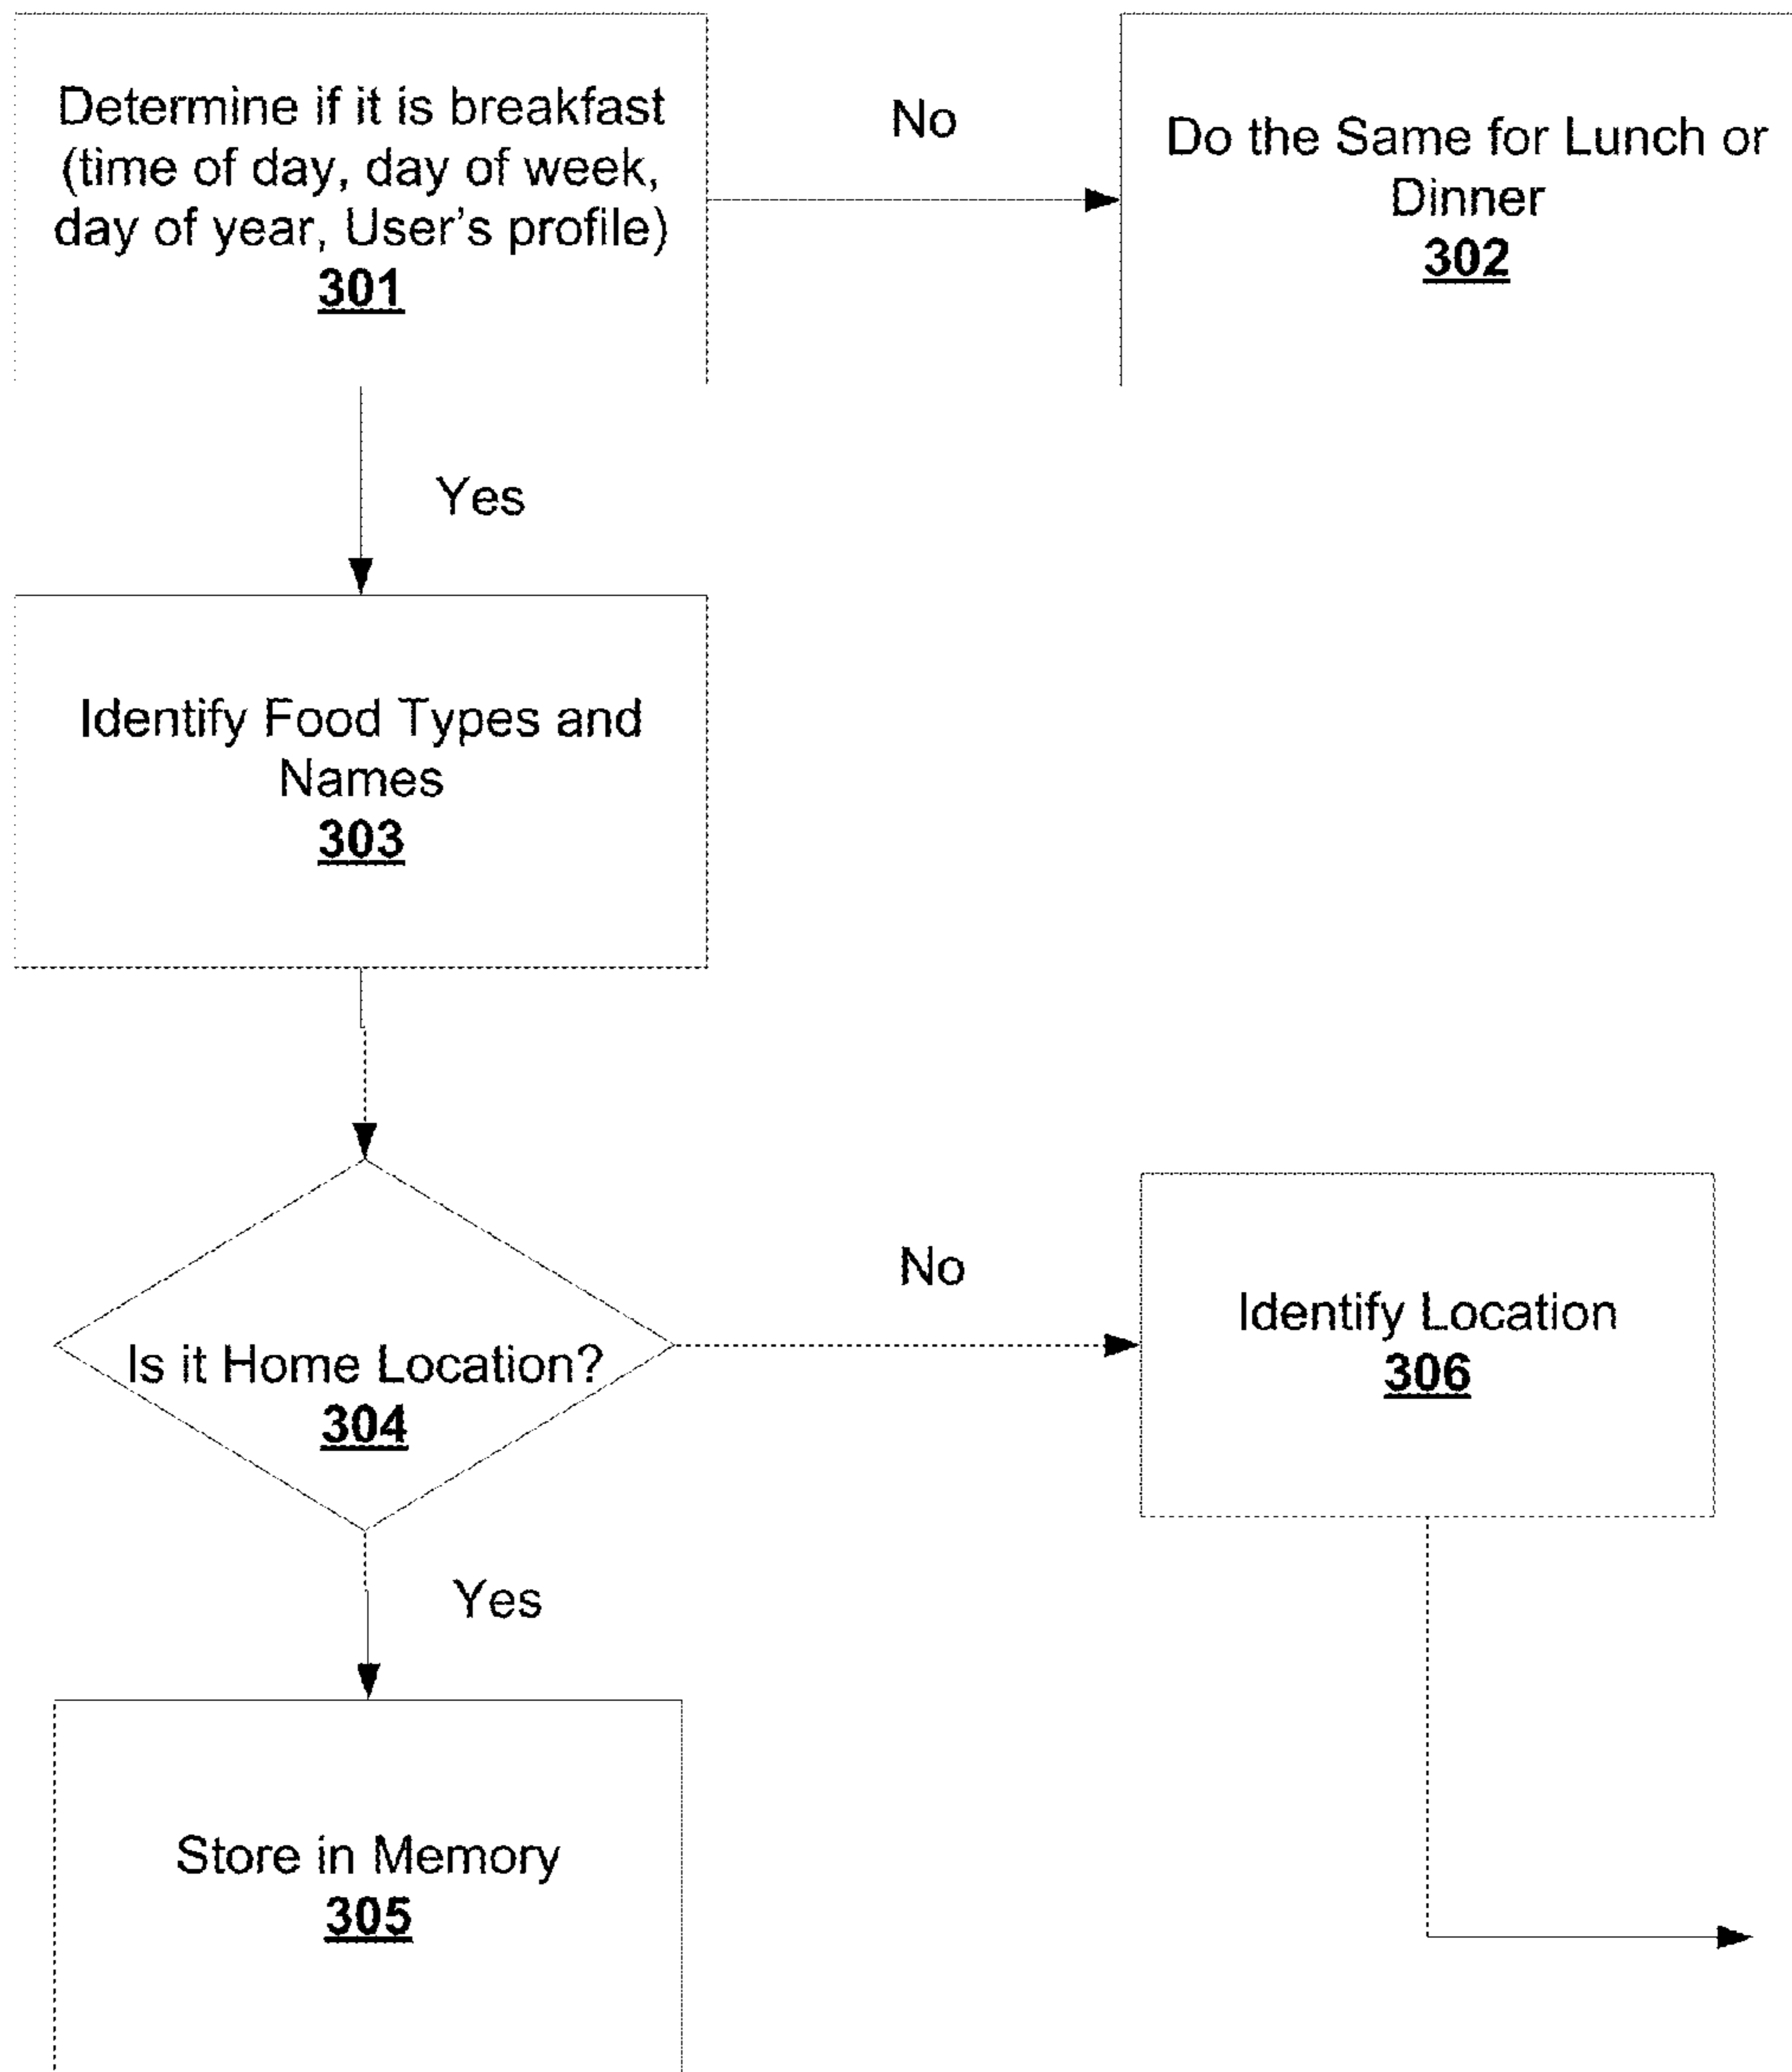 Determine if it is breakfast
(time of day, day of week,
day of year, User's profile)
301
No
Do the Same for Lunch or
Dinner
302
Yes
Identify Food Types and
Names
303
Is it Home Location?
304
No
Identify Location
306
Yes
Store in Memory
305